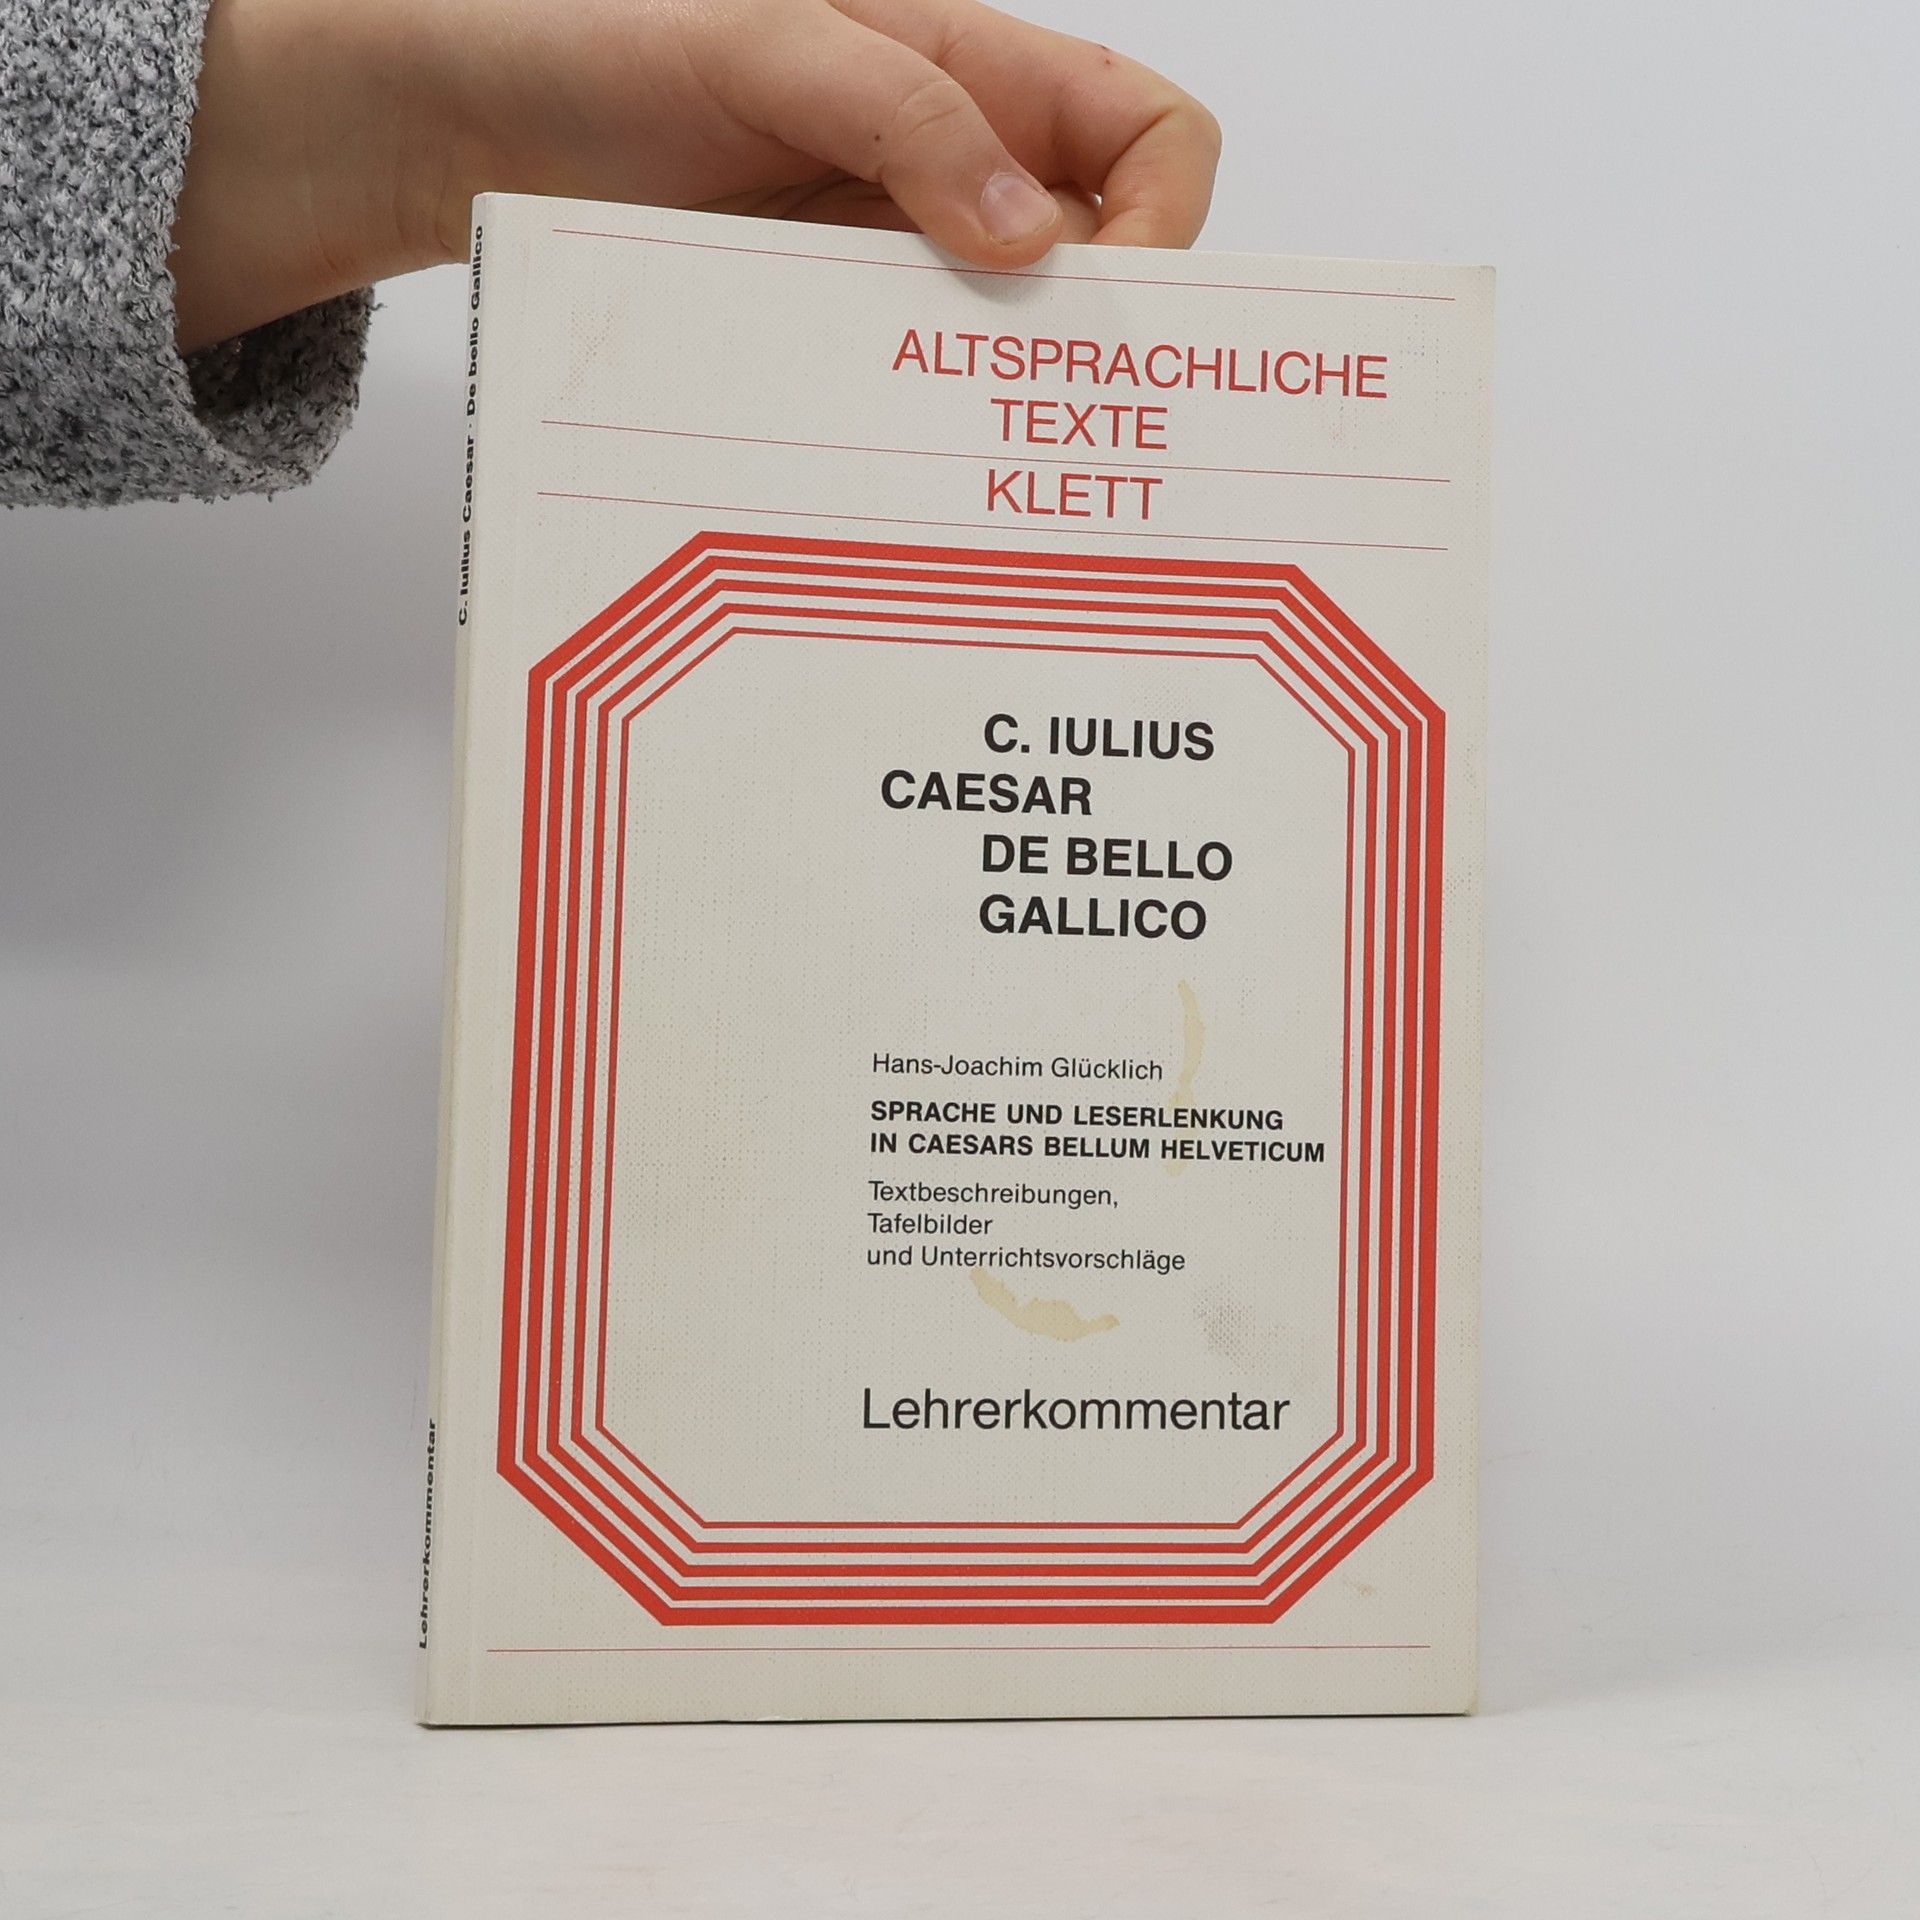 ALTSPRACHLICHE
TEXTE
KLETT
C. IULIUS
CAESAR
DE BELLO
GALLICO
Hans-Joachim Glücklich
SPRACHE UND LESERLENKUNG
IN CAESARS BELLUM HELVETICUM
Textbeschreibungen,
Tafelbilder
und Unterrichtsvorschläge
Lehrerkommentar
C. Iulius Caesar · De bello Gallico
Lehrerkommentar